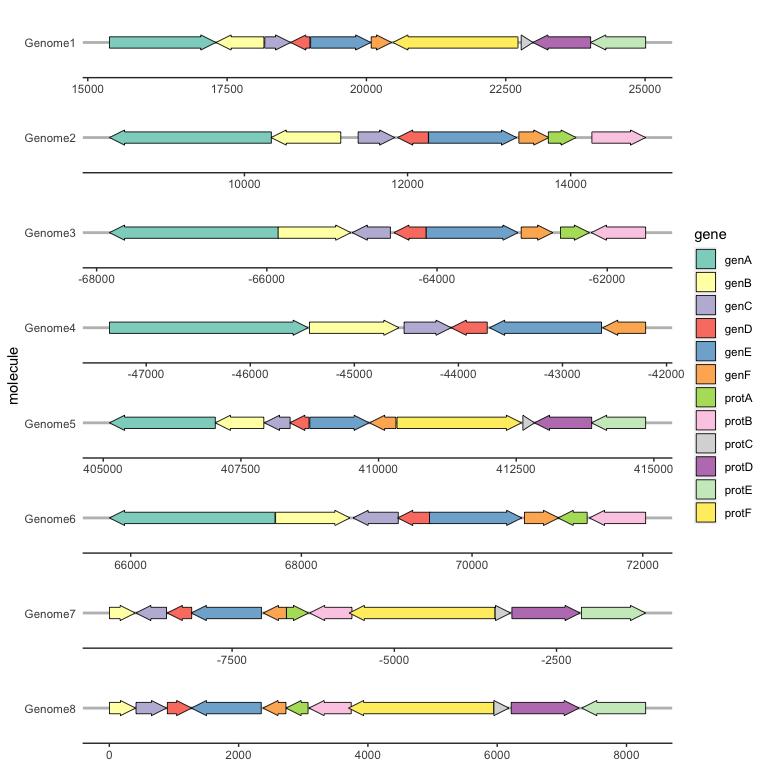 Genome1
15000 17500 20000 22500 25000
Genome2
10000 12000 14000
Genome3
-68000 -66000 -64000 -62000
Genome4
-47000 -46000 -45000 -44000 -43000 -42000
Genome5
405000 407500 410000 412500 415000
Genome6
66000 68000 70000 72000
Genome7
-7500 -5000 -2500
Genome8
0 2000 4000 6000 8000
molecule
gene
genA
genB
genC
genD
genE
genF
protA
protB
protC
protD
protE
protF